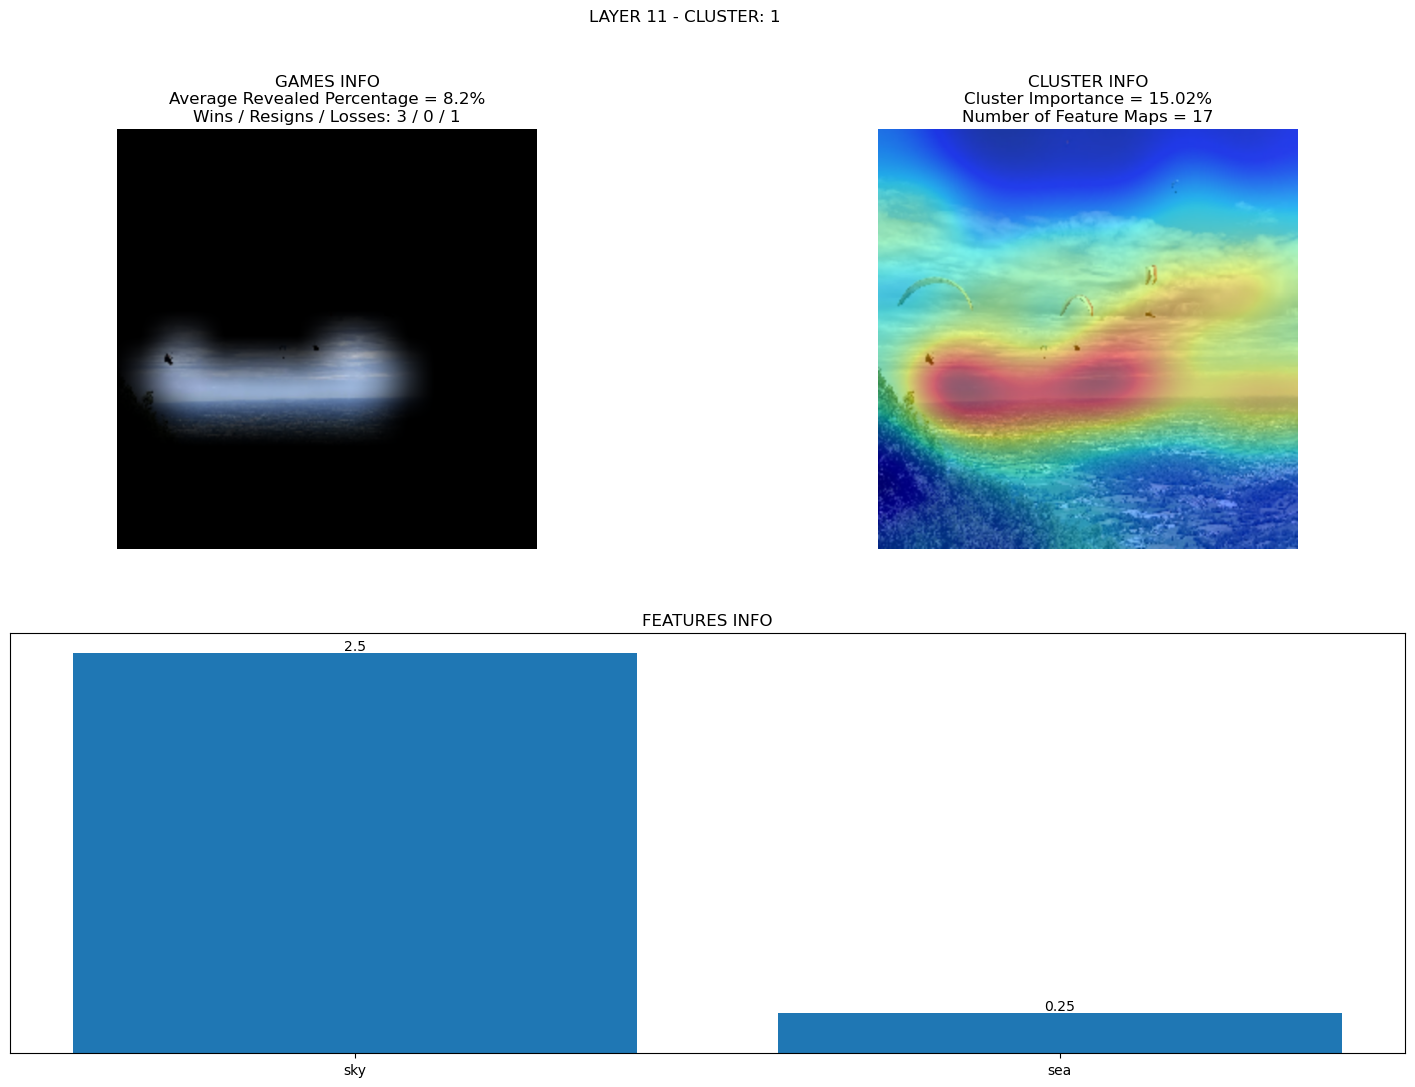 LAYER 11 - CLUSTER: 1
GAMES INFO
Average Revealed Percentage = 8.2%
Wins / Resigns / Losses: 3 / 0 / 1
CLUSTER INFO
Cluster Importance = 15.02%
Number of Feature Maps = 17
FEATURES INFO
2.5
0.25
sky
sea